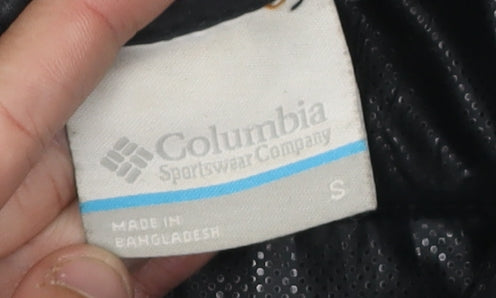 Columbia
Sportswear Company
S
MADE IN
BANGLADESH